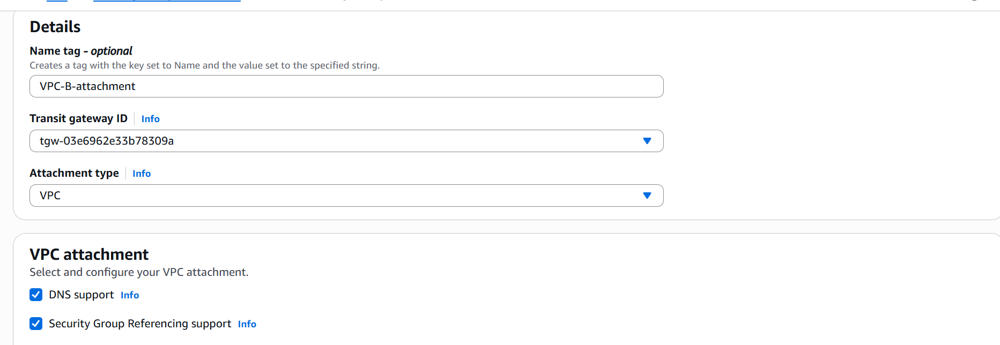 Details
Name tag - optional
Creates a tag with the key set to Name and the value set to the specified string.
VPC-B-attachment
Transit gateway ID Info
tgw-03e6962e33b78309a
Attachment type Info
VPC
VPC attachment
Select and configure your VPC attachment.
DNS support Info
Security Group Referencing support Info